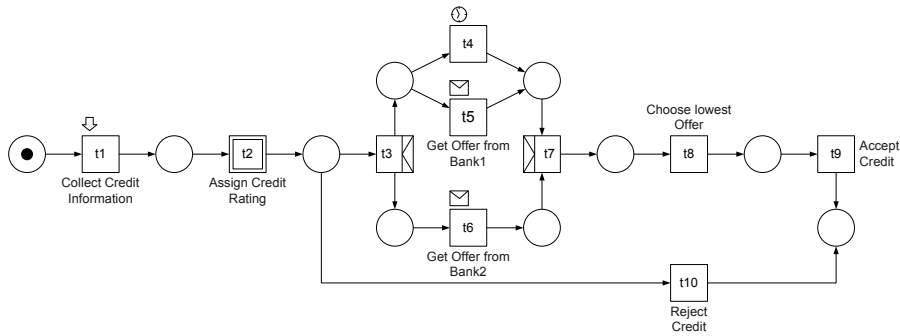 t4
t5
Get Offer from
Bank1
Choose lowest
Offer
t1
Collect Credit
Information
t2
Assign Credit
Rating
t3
t7
t8
t9
Accept
Credit
t6
Get Offer from
Bank2
t10
Reject
Credit